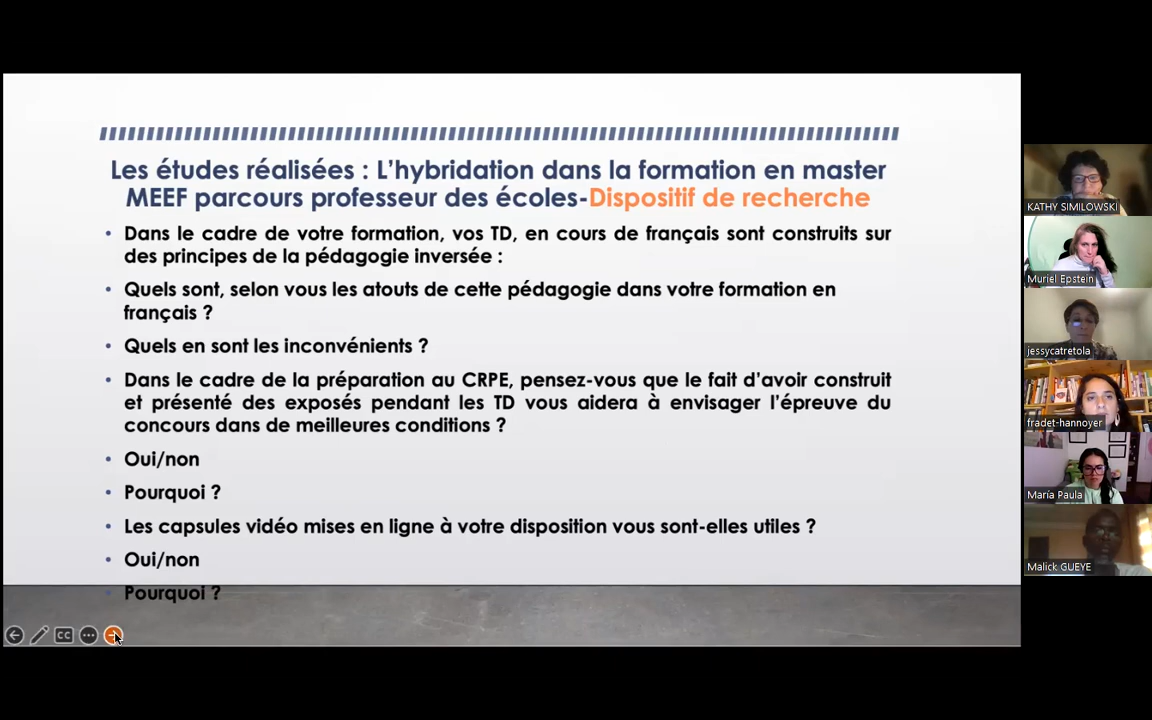 Les études réalisées : L'hybridation dans la formation en master
MEEF parcours professeur des écoles-Dispositif de recherche
• Dans le cadre de votre formation, vos TD, en cours de français sont construits sur
des principes de la pédagogie inversée :
• Quels sont, selon vous les atouts de cette pédagogie dans votre formation en
français ?
• Quels en sont les inconvénients ?
• Dans le cadre de la préparation au CRPE, pensez-vous que le fait d'avoir construit
et présenté des exposés pendant les TD vous aidera à envisager l'épreuve du
concours dans de meilleures conditions ?
• Oui/non
• Pourquoi ?
• Les capsules vidéo mises en ligne à votre disposition vous sont-elles utiles ?
• Oui/non
• Pourquoi ?
CC
KATHY SIMILOWSKI
Muriel Epstein
jessycatretola
fradet-hannoyer
María Paula
Malick GUEYE